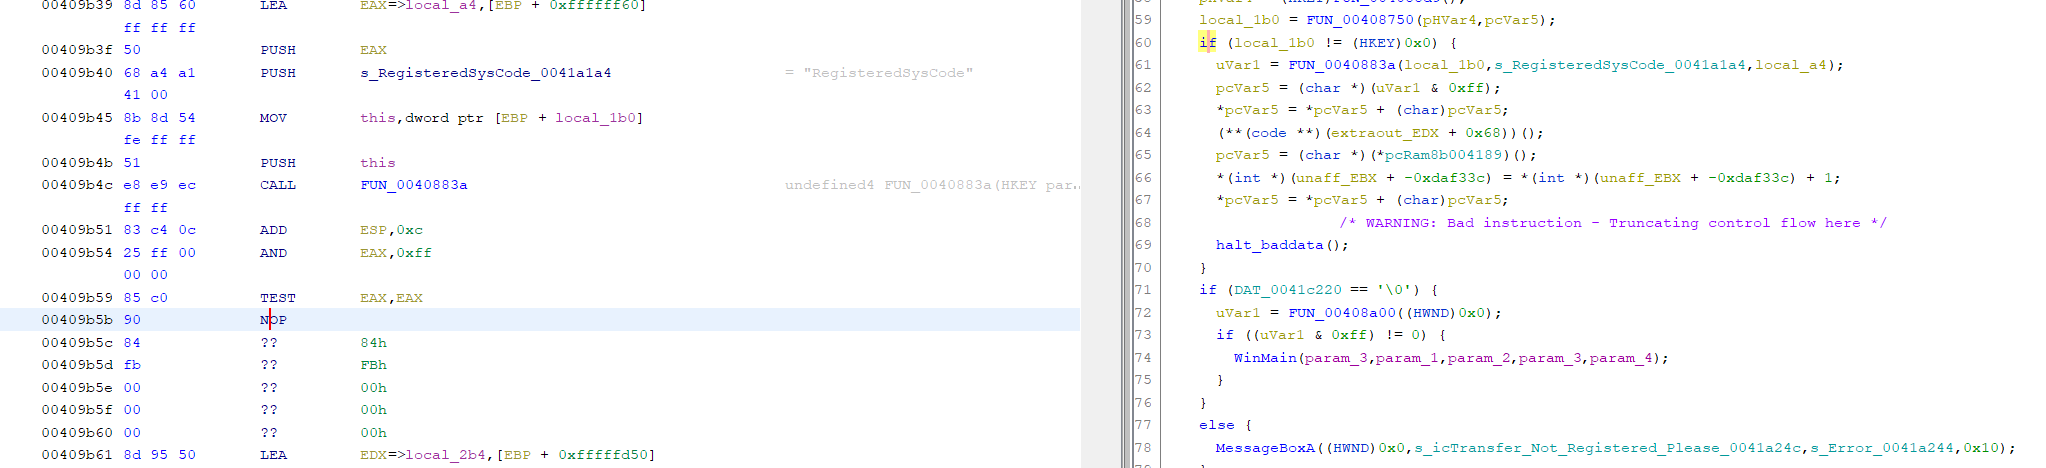 00409b39 8d 85 60 LEA EAX=>local_a4,[EBP + 0xffffff60]
ff ff ff
00409b3f 50 PUSH EAX
00409b40 68 a4 a1 PUSH s_RegisteredSysCode_0041a1a4 = "RegisteredSysCode"
41 00
00409b45 8b 8d 54 MOV this,dword ptr [EBP + local_1b0]
fe ff ff
00409b4b 51 PUSH this
00409b4c e8 e9 ec CALL FUN_0040883a undefined4 FUN_0040883a(HKEY par..
ff ff
00409b51 83 c4 0c ADD ESP,0xc
00409b54 25 ff 00 AND EAX,0xff
00 00
00409b59 85 c0 TEST EAX,EAX
00409b5b 90 NOP
00409b5c 84 ?? 84h
00409b5d fb ?? FBh
00409b5e 00 ?? 00h
00409b5f 00 ?? 00h
00409b60 00 ?? 00h
00409b61 8d 95 50 LEA EDX=>local_2b4,[EBP + 0xfffffd50]
59 local_1b0 = FUN_00408750(pHVar4,pcVar5);
60 if (local_1b0 != (HKEY)0x0) {
61 uVar1 = FUN_0040883a(local_1b0,s_RegisteredSysCode_0041a1a4,local_a4);
62 pcVar5 = (char *)(uVar1 & 0xff);
63 *pcVar5 = *pcVar5 + (char)pcVar5;
64 (**(code **)(extraout_EDX + 0x68))();
65 pcVar5 = (char *)(*pcRam8b004189)();
66 *(int *)(unaff_EBX + -0xdaf33c) = *(int *)(unaff_EBX + -0xdaf33c) + 1;
67 *pcVar5 = *pcVar5 + (char)pcVar5;
68 /* WARNING: Bad instruction - Truncating control flow here */
69 halt_baddata();
70 }
71 if (DAT_0041c220 == '\0') {
72 uVar1 = FUN_00408a00((HWND)0x0);
73 if ((uVar1 & 0xff) != 0) {
74 WinMain(param_3,param_1,param_2,param_3,param_4);
75 }
76 }
77 else {
78 MessageBoxA((HWND)0x0,s_icTransfer_Not_Registered_Please_0041a24c,s_Error_0041a244,0x10);